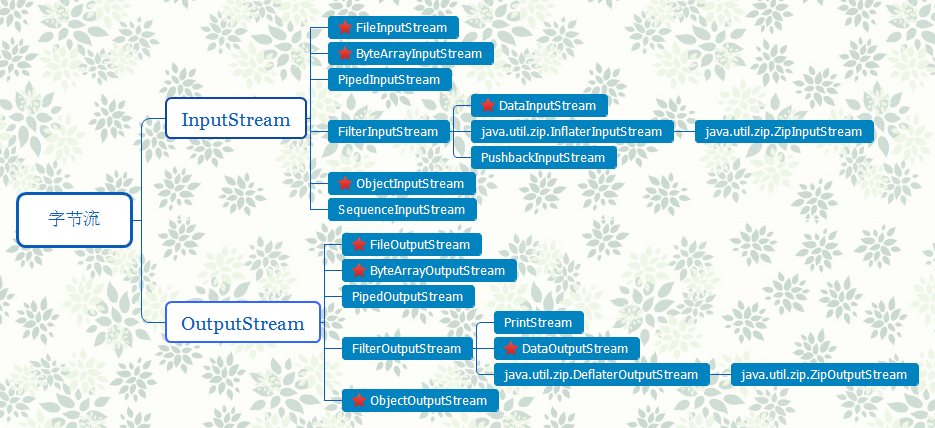 字节流
InputStream
FileInputStream
ByteArrayInputStream
PipedInputStream
FilterInputStream
DataInputStream
java.util.zip.InflaterInputStream
java.util.zip.ZipInputStream
PushbackInputStream
ObjectInputStream
SequenceInputStream
OutputStream
FileOutputStream
ByteArrayOutputStream
PipedOutputStream
FilterOutputStream
PrintStream
DataOutputStream
java.util.zip.DeflaterOutputStream
java.util.zip.ZipOutputStream
ObjectOutputStream